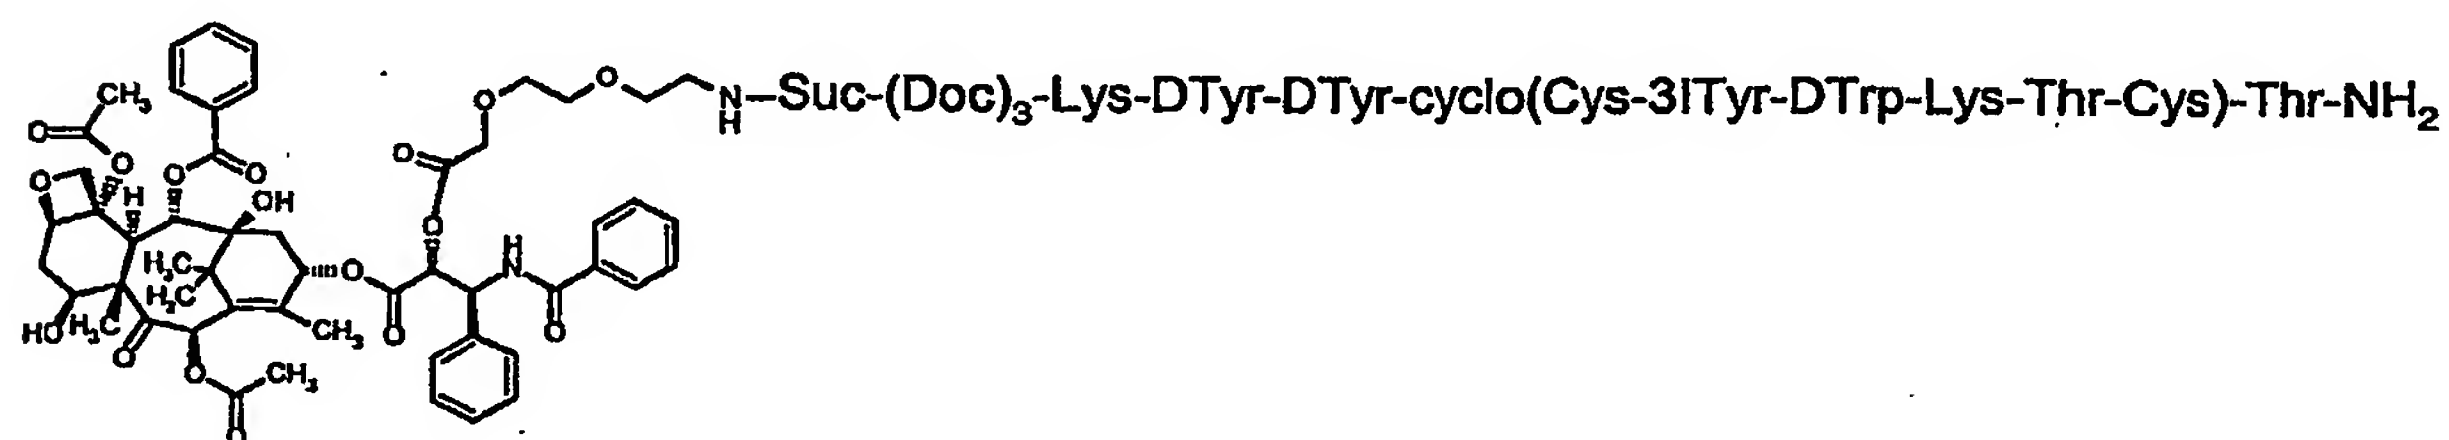 CH₃
O
O
O
O
O
O
O
N
H
–Suc-(Doc)₃-Lys-DTyr-DTyr-cyclo(Cys-3ITyr-DTrp-Lys-Thr-Cys)-Thr-NH₂
O
O
H
OH
O
H₃C
H₃C
O
O
H
N
O
HO
H₃C
O
CH₃
O
O
CH₃
O